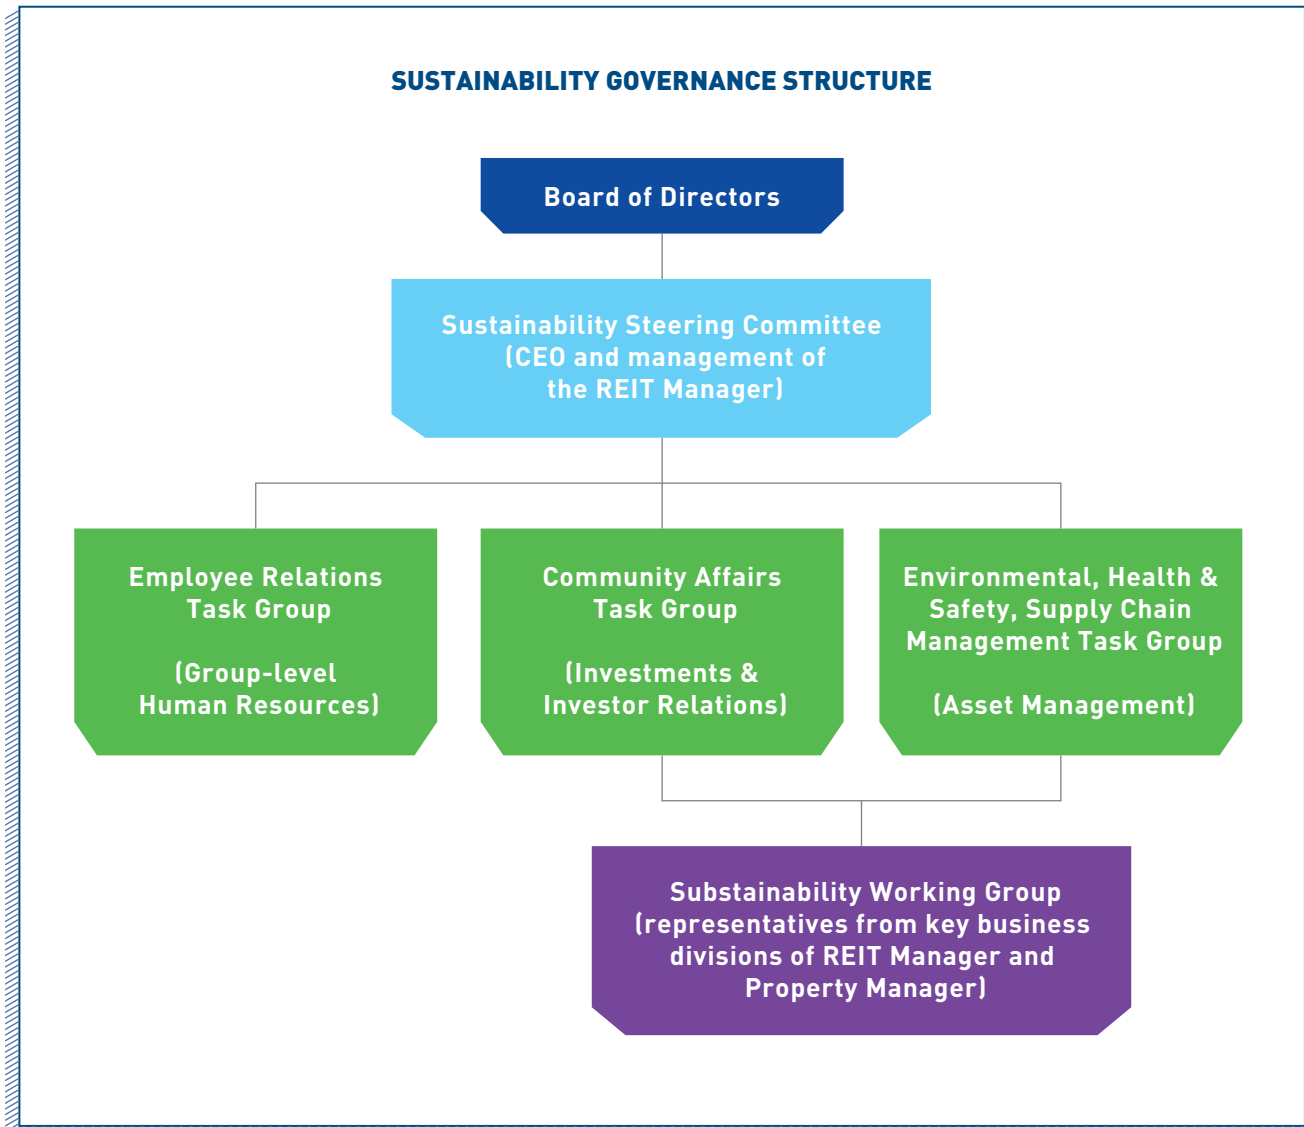 SUSTAINABILITY GOVERNANCE STRUCTURE
Board of Directors
Sustainability Steering Committee
(CEO and management of
the REIT Manager)
Employee Relations
Task Group
(Group-level
Human Resources)
Community Affairs
Task Group
(Investments &
Investor Relations)
Environmental, Health &
Safety, Supply Chain
Management Task Group
(Asset Management)
Substainability Working Group
(representatives from key business
divisions of REIT Manager and
Property Manager)